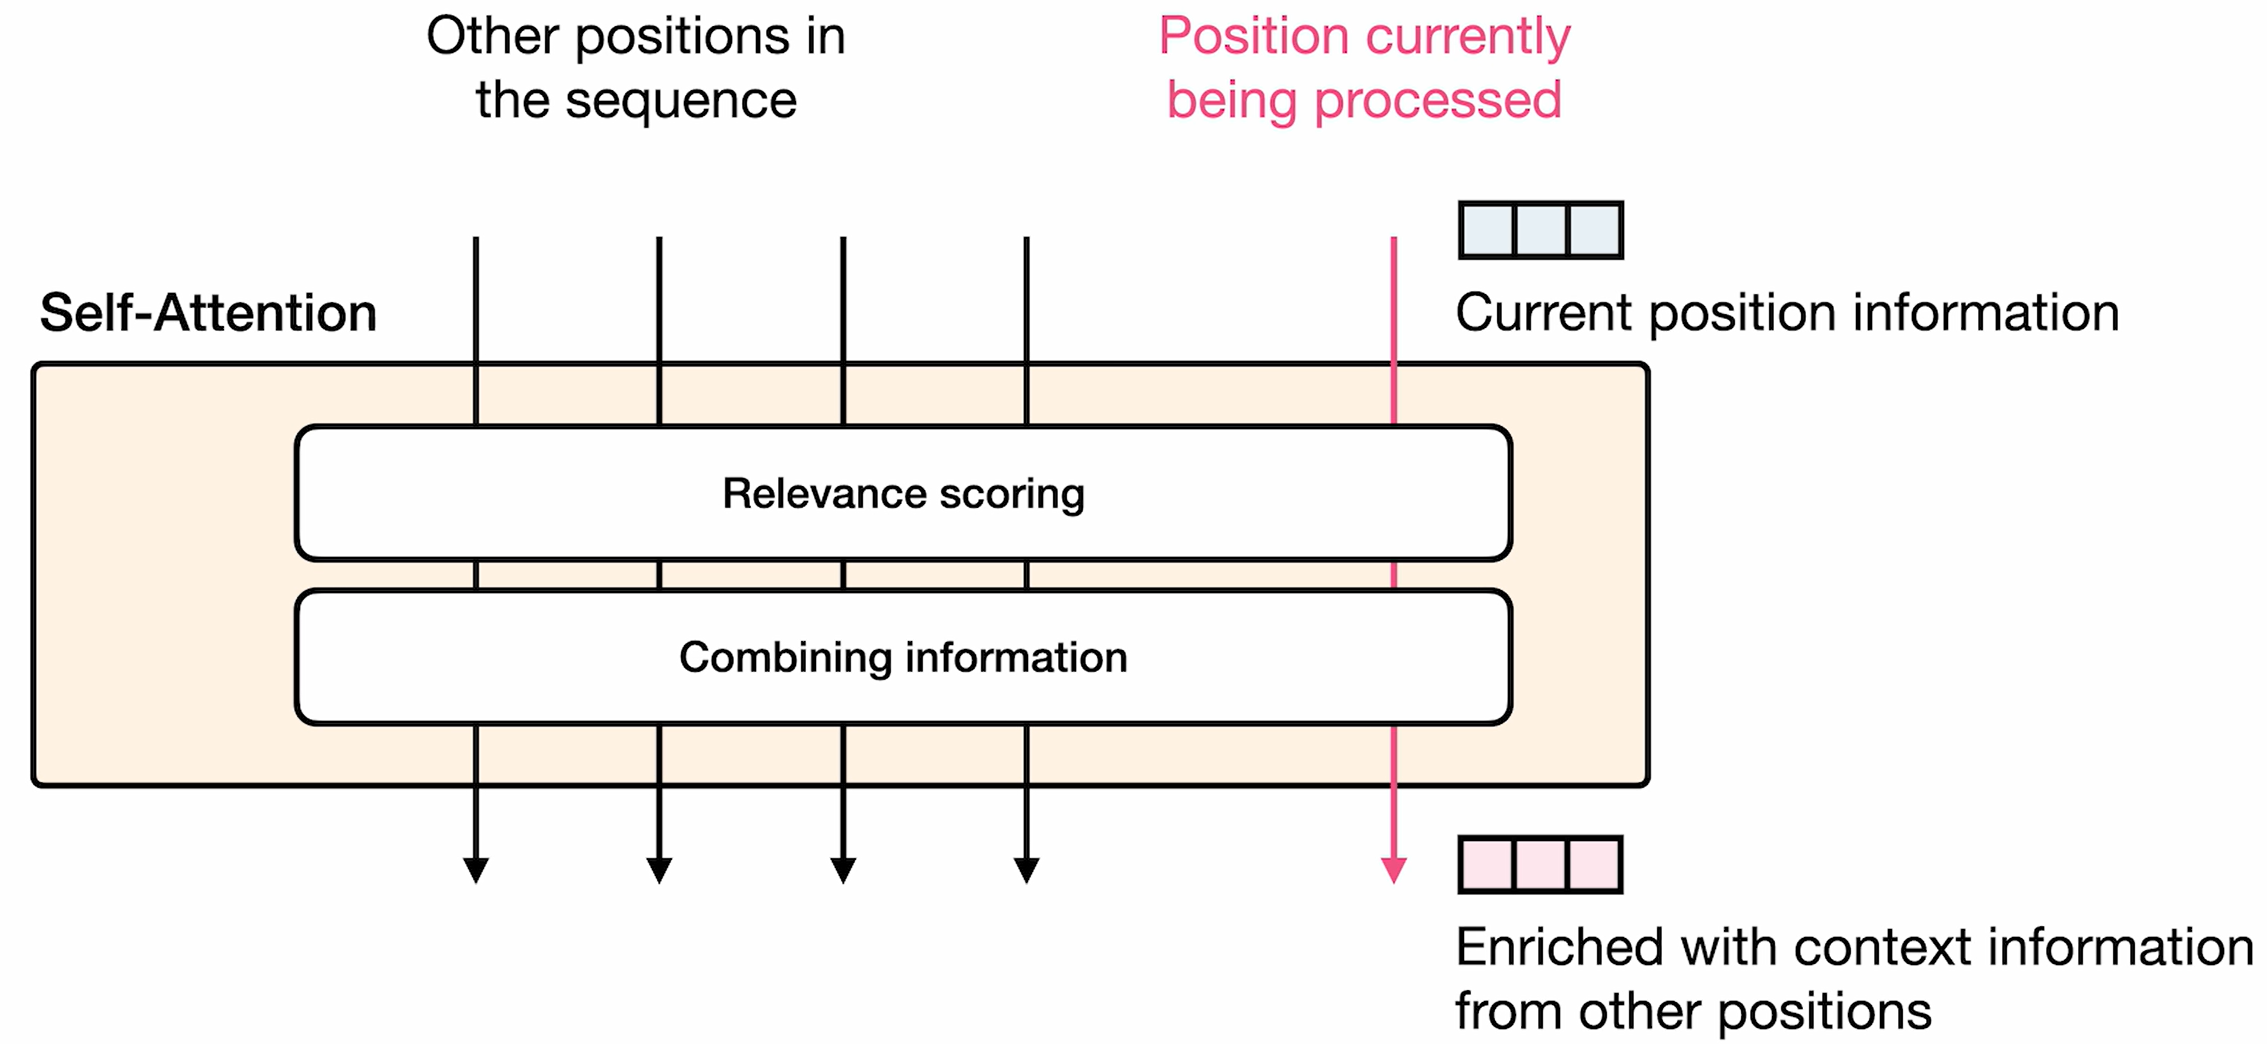 Other positions in
the sequence
Position currently
being processed
Self-Attention
Current position information
Relevance scoring
Combining information
Enriched with context information
from other positions